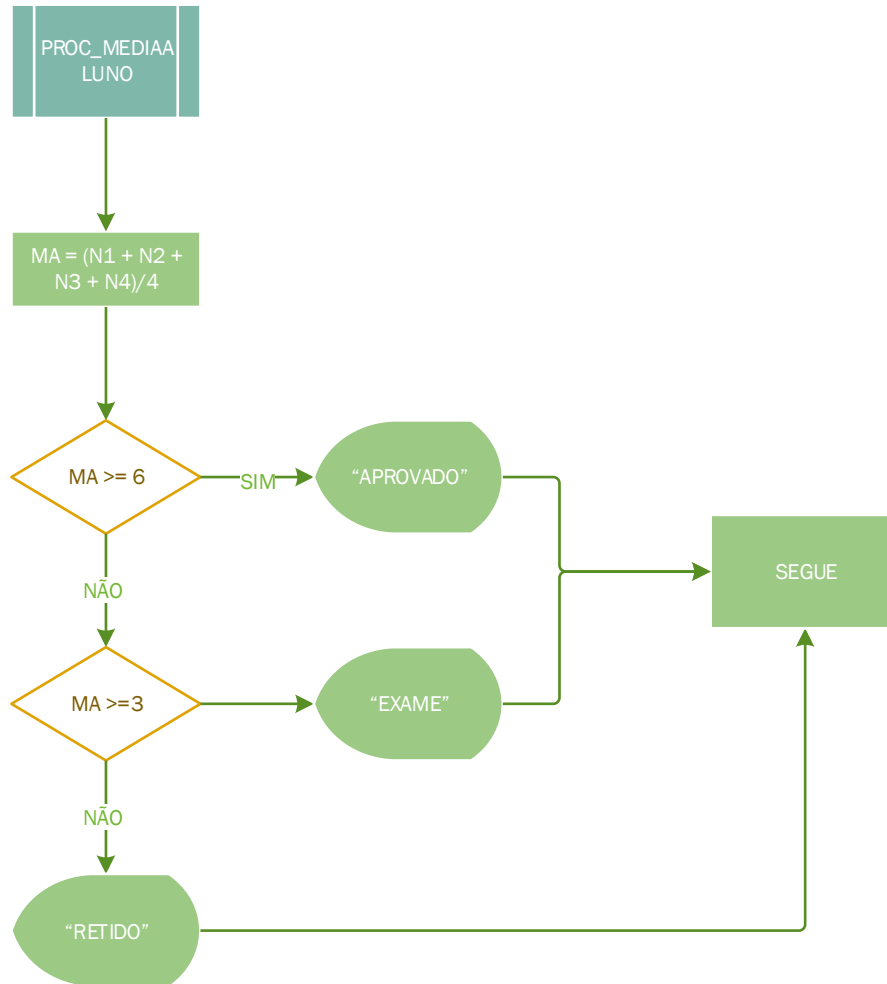 PROC_MEDIAA
LUNO
MA = (N1 + N2 +
N3 + N4)/4
MA >= 6
SIM
“APROVADO”
SEGUE
NÃO
MA >=3
“EXAME”
NÃO
“RETIDO”